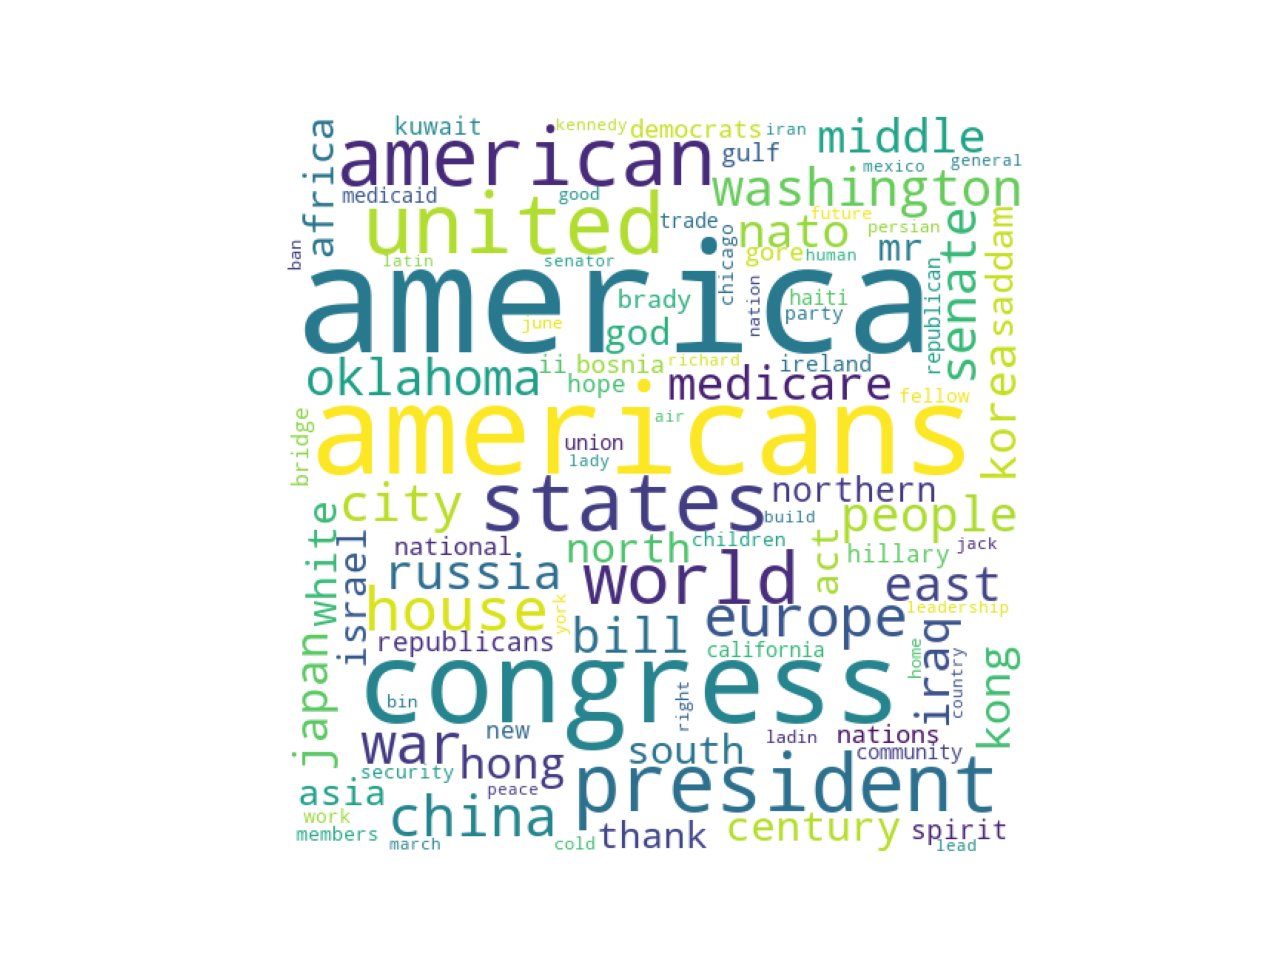 africa
kuwait
kennedy
democrats
iran
middle
american
gulf
mexico
general
medicaid
good
washington
united
trade
future
nato
persian
senate
saddam
ban
latin
senator
chicago
gore
human
mr
america
brady
nation
haiti
party
republican
june
god
oklahoma
ii
bosnia
richard
ireland
hope
medicare
fellow
korea
bridge
americans
air
union
lady
city
states
northern
people
white
build
israel
national
north
children
act
hillary
jack
russia
world
east
house
york
europe
leadership
republicans
bill
california
iraq
home
country
kong
japan
congress
bin
right
war
new
south
ladin
nations
hong
community
security
peace
president
asia
china
work
members
march
cold
thank
century
spirit
lead